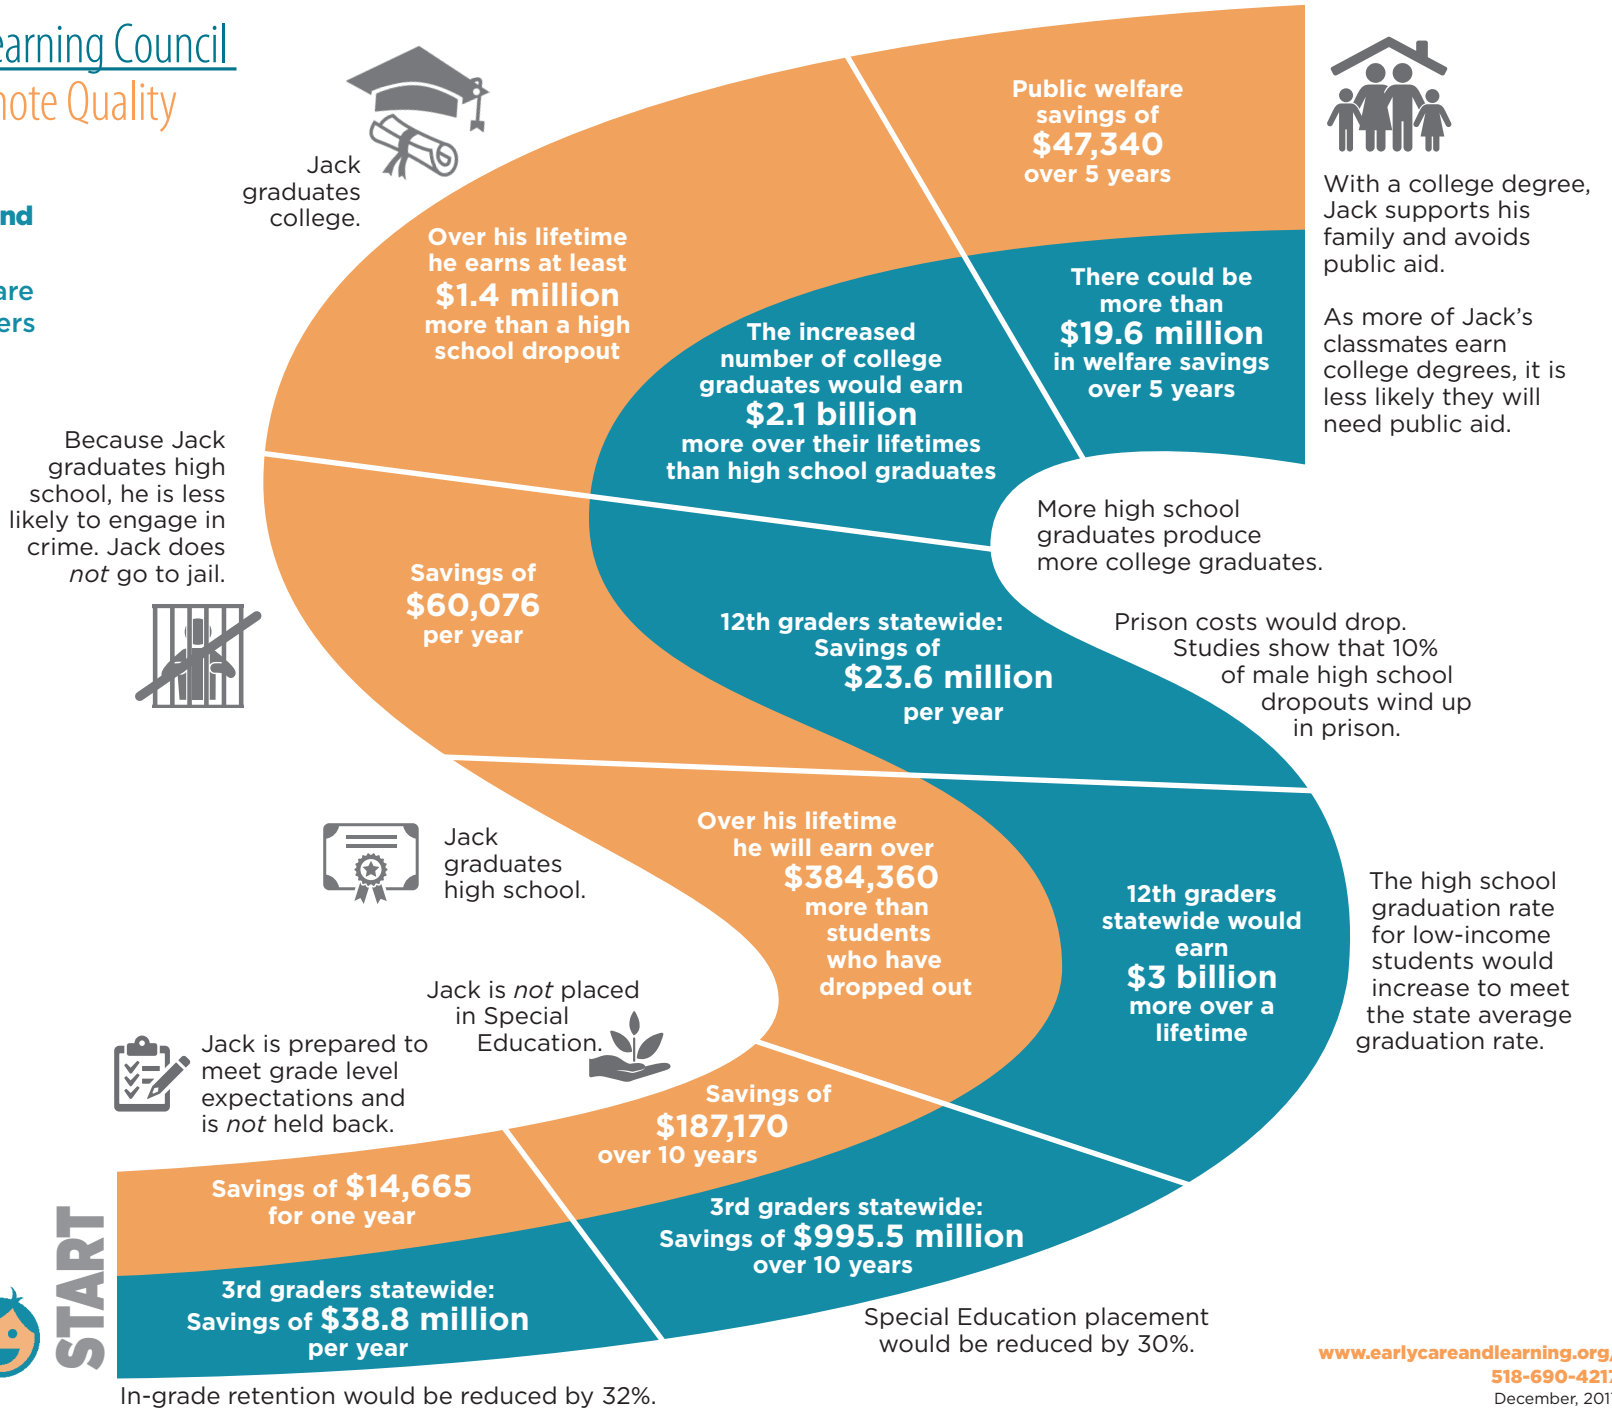 earning Council
note Quality
nd
are
ers
Jack
graduates
college.
Public welfare
savings of
$47,340
over 5 years
With a college degree,
Jack supports his
family and avoids
public aid.
As more of Jack's
classmates earn
college degrees, it is
less likely they will
need public aid.
Over his lifetime
he earns at least
$1.4 million
more than a high
school dropout
There could be
more than
$19.6 million
in welfare savings
over 5 years
The increased
number of college
graduates would earn
$2.1 billion
more over their lifetimes
than high school graduates
More high school
graduates produce
more college graduates.
Because Jack
graduates high
school, he is less
likely to engage in
crime. Jack does
not go to jail.
Savings of
$60,076
per year
12th graders statewide:
Savings of
$23.6 million
per year
Prison costs would drop.
Studies show that 10%
of male high school
dropouts wind up
in prison.
Jack
graduates
high school.
Over his lifetime
he will earn over
$384,360
more than
students
who have
dropped out
12th graders
statewide would
earn
$3 billion
more over a
lifetime
The high school
graduation rate
for low-income
students would
increase to meet
the state average
graduation rate.
Jack is not placed
in Special
Education.
Savings of
$187,170
over 10 years
3rd graders statewide:
Savings of $995.5 million
over 10 years
Special Education placement
would be reduced by 30%.
Jack is prepared to
meet grade level
expectations and
is not held back.
Savings of $14,665
for one year
START
3rd graders statewide:
Savings of $38.8 million
per year
In-grade retention would be reduced by 32%.
www.earlycareandlearning.org/
518-690-4217
December, 201